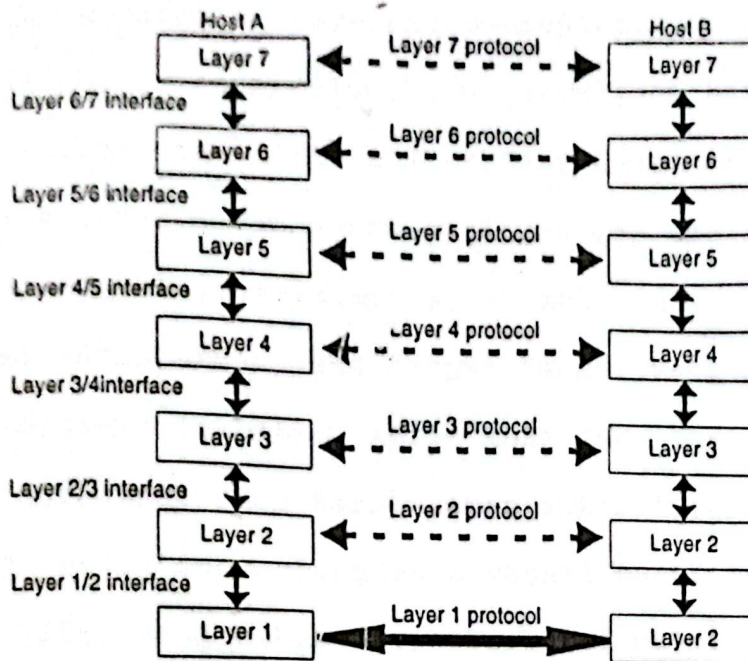 Host A
Host B
Layer 7
Layer 7 protocol
Layer 7
Layer 6/7 interface
Layer 6
Layer 6 protocol
Layer 6
Layer 5/6 interface
Layer 5
Layer 5 protocol
Layer 5
Layer 4/5 interface
Layer 4
Layer 4 protocol
Layer 4
Layer 3/4interface
Layer 3
Layer 3 protocol
Layer 3
Layer 2/3 interface
Layer 2
Layer 2 protocol
Layer 2
Layer 1/2 interface
Layer 1
Layer 1 protocol
Layer 2